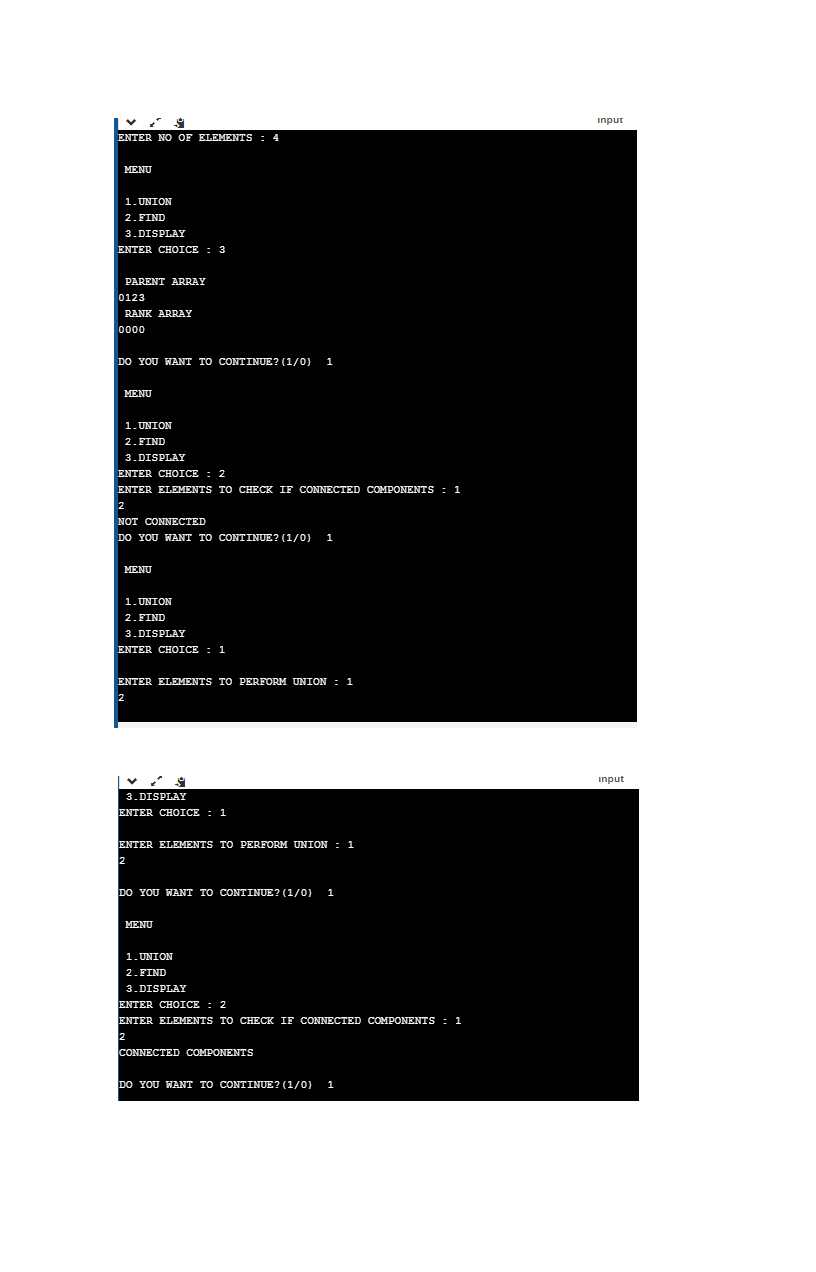 input
ENTER NO OF ELEMENTS : 4
MENU
1.UNION
2.FIND
3.DISPLAY
ENTER CHOICE : 3
PARENT ARRAY
0123
RANK ARRAY
0000
DO YOU WANT TO CONTINUE?(1/0)  1
MENU
1.UNION
2.FIND
3.DISPLAY
ENTER CHOICE : 2
ENTER ELEMENTS TO CHECK IF CONNECTED COMPONENTS : 1
2
NOT CONNECTED
DO YOU WANT TO CONTINUE?(1/0)  1
MENU
1.UNION
2.FIND
3.DISPLAY
ENTER CHOICE : 1
ENTER ELEMENTS TO PERFORM UNION : 1
2
input
3.DISPLAY
ENTER CHOICE : 1
ENTER ELEMENTS TO PERFORM UNION : 1
2
DO YOU WANT TO CONTINUE?(1/0)  1
MENU
1.UNION
2.FIND
3.DISPLAY
ENTER CHOICE : 2
ENTER ELEMENTS TO CHECK IF CONNECTED COMPONENTS : 1
2
CONNECTED COMPONENTS
DO YOU WANT TO CONTINUE?(1/0)  1